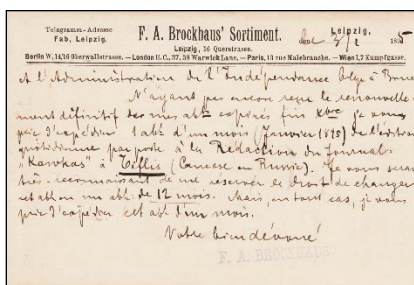 Telegramm-Adresse
Fab, Leipzig.
F. A. Brockhaus' Sortiment.
Leipzig, 16 Querstrasse.
Leipzig,
Berlin W, 14/16 Oberwallstrasse. — London E.C., 37, 38 Warwick Lane. — Paris, 13 rue Malebranche. — Wien I, 7 Kumpfgasse.
et l'Administration de l'Indépendance belge à
N'ayant pas encore reçu le renouvelle-
ment définitif des mes abts expirés fin Xbre je vous
prie d'expédier 1 abt d'un mois (Janvier 1895) de l'édition
quotidienne par poste à la Rédaction du Journal
"Kawkas" à Tiflis (Caucase en Russie). Je vous serai
très reconnaissant de me réserver le droit de changer
cet abt en un abt de 12 mois. Mais, en tout cas, je vous
prie d'expédier cet abt d'un mois.
Votre bien dévoué
F. A. BROCKHAUS